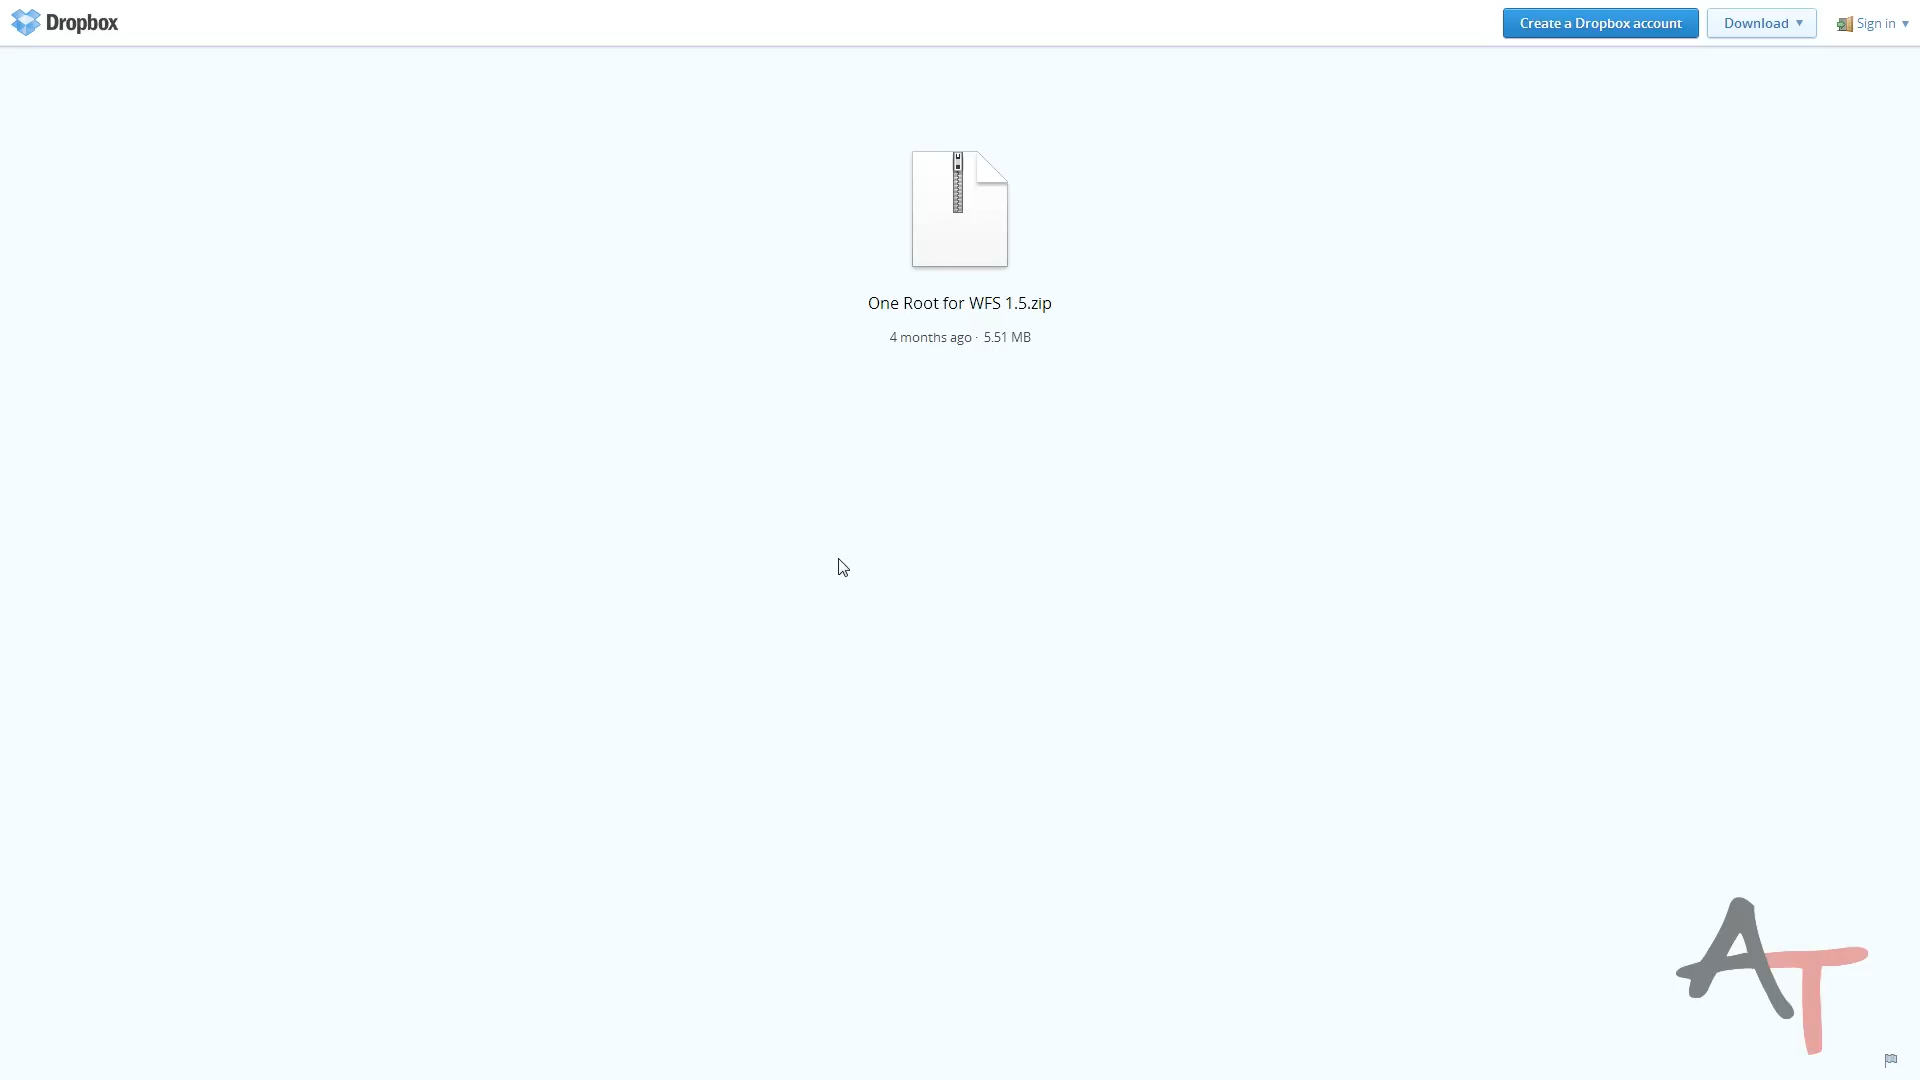 Dropbox
Create a Dropbox account
Download
Sign in
One Root for WFS 1.5.zip
4 months ago · 5.51 MB
AT